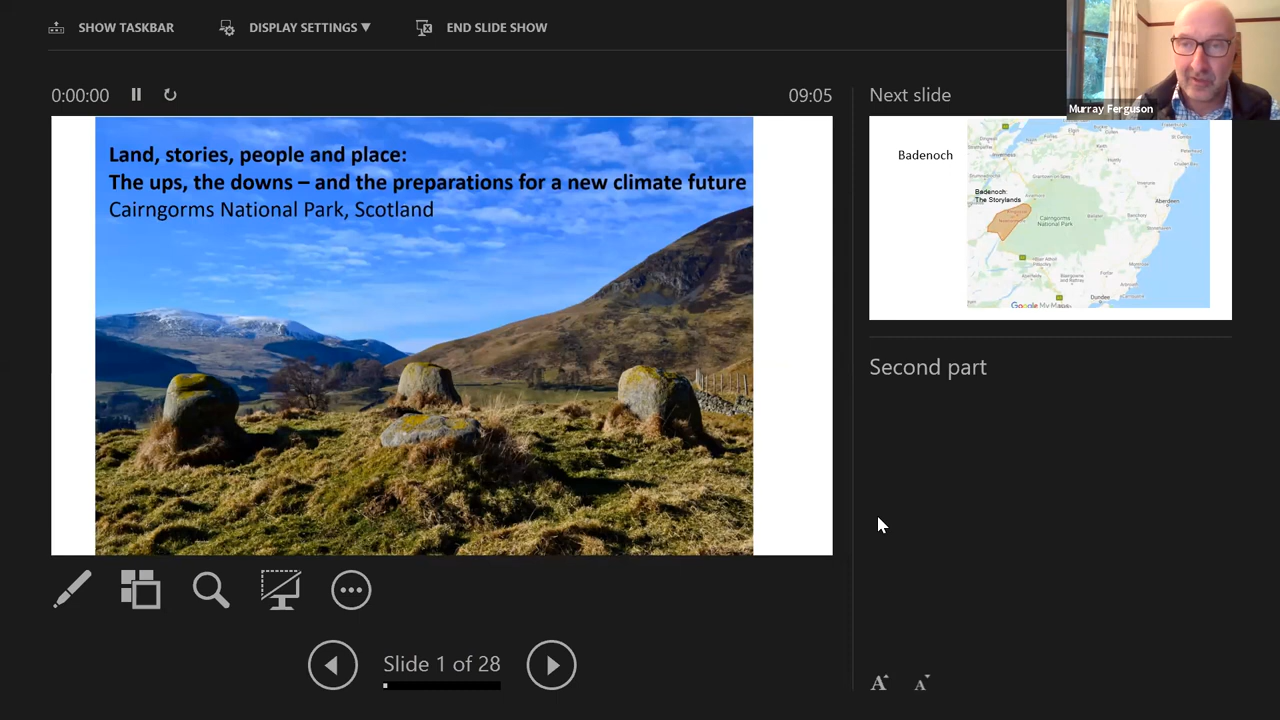 SHOW TASKBAR
DISPLAY SETTINGS ▼
END SLIDE SHOW
Murray Ferguson
0:00:00
09:05
Next slide
Land, stories, people and place:
The ups, the downs – and the preparations for a new climate future
Cairngorms National Park, Scotland
Badenoch
Inverness
Badenoch:
The Storylands
Cairngorms
National Park
Aberdeen
Peterhead
Dundee
Google My Maps
Second part
Slide 1 of 28
A
A